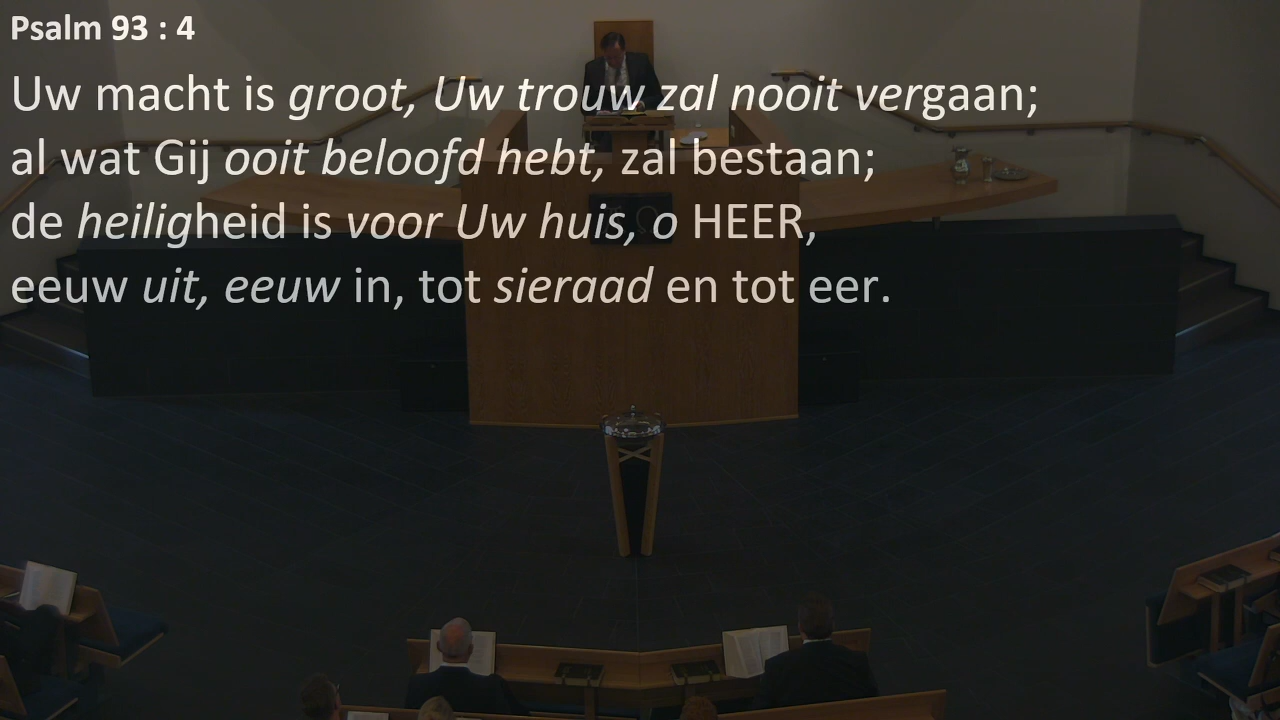 Psalm 93 : 4
Uw macht is groot, Uw trouw zal nooit vergaan;
al wat Gij ooit beloofd hebt, zal bestaan;
de heiligheid is voor Uw huis, o HEER,
eeuw uit, eeuw in, tot sieraad en tot eer.